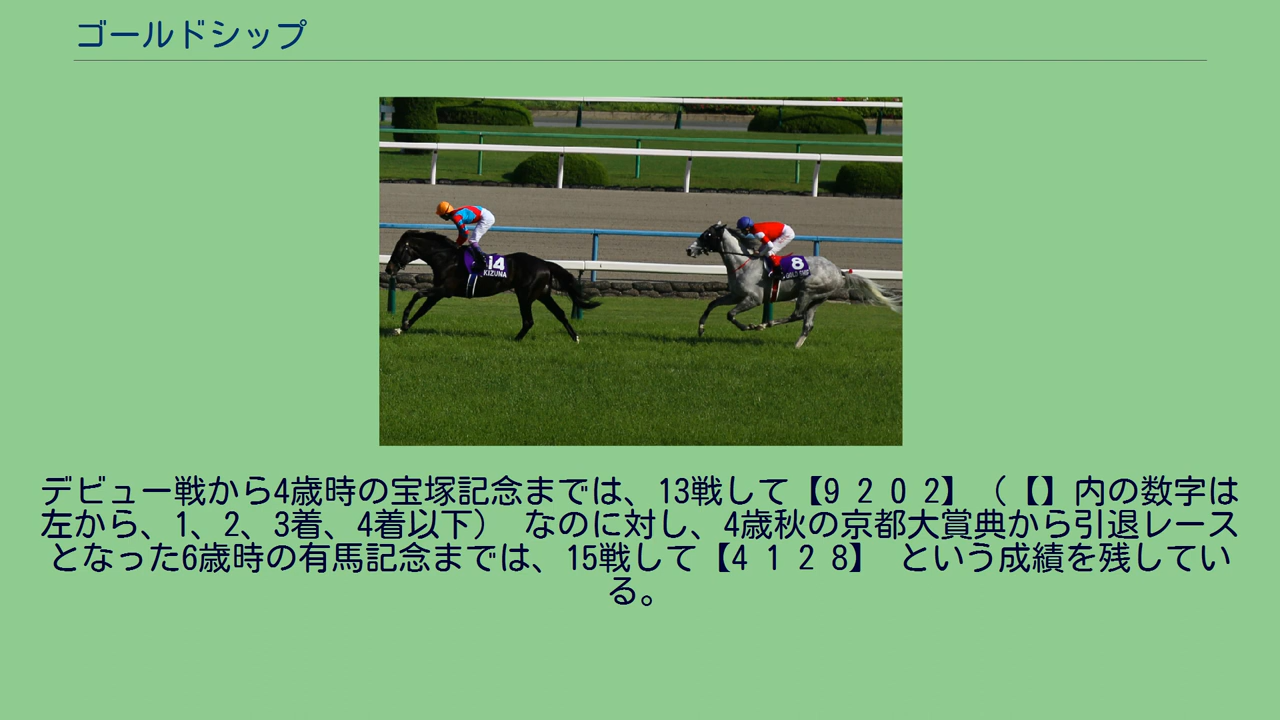 ゴールドシップ
14
KIZUNA
8
GOLD SHIP
デビュー戦から4歳時の宝塚記念までは、13戦して【9 2 0 2】（【】内の数字は
左から、1、2、3着、4着以下） なのに対し、4歳秋の京都大賞典から引退レース
となった6歳時の有馬記念までは、15戦して【4 1 2 8】 という成績を残してい
る。